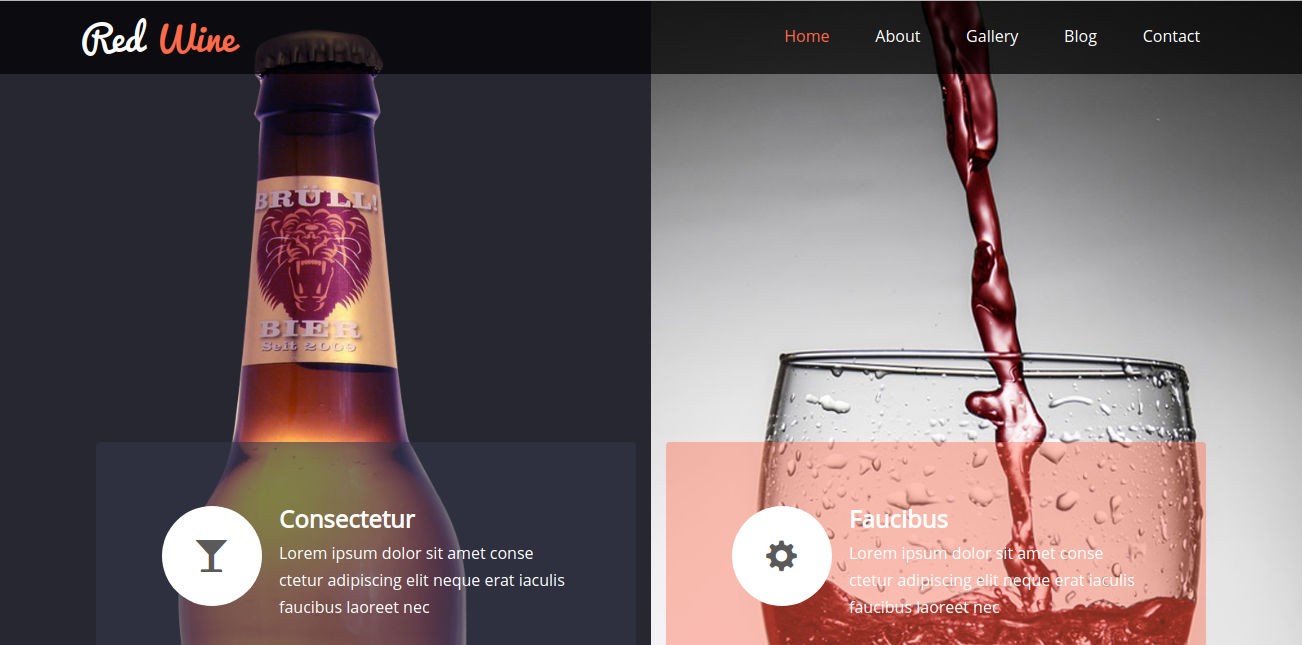 Red Wine
Home About Gallery Blog Contact
BRÜLL!
BIER
Seit 2009
Consectetur
Lorem ipsum dolor sit amet conse
ctetur adipiscing elit neque erat iaculis
faucibus laoreet nec
Faucibus
Lorem ipsum dolor sit amet conse
ctetur adipiscing elit neque erat iaculis
faucibus laoreet nec